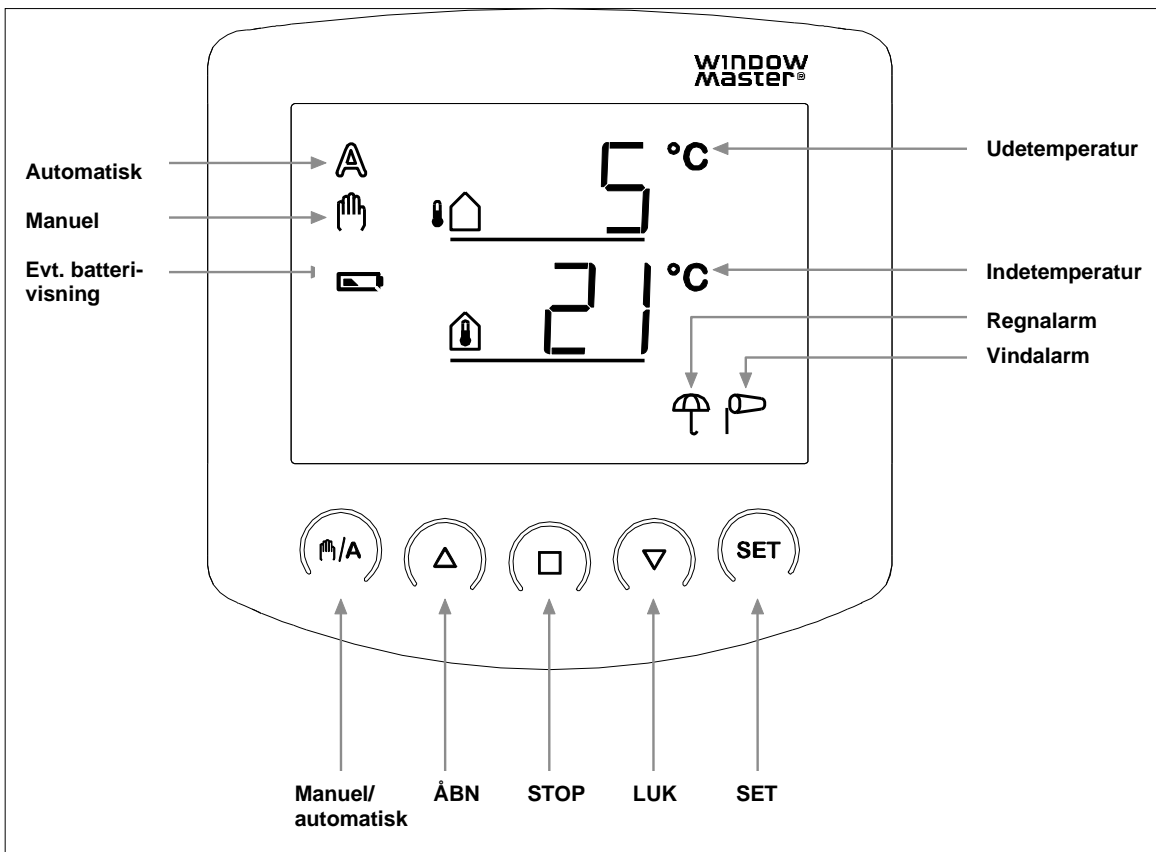 WINDOW
Master®
Automatisk
A
5 °C
Udetemperatur
Manuel
Evt. batteri-
visning
21 °C
Indetemperatur
Regnalarm
Vindalarm
/A
SET
Manuel/
automatisk
ÅBN
STOP
LUK
SET